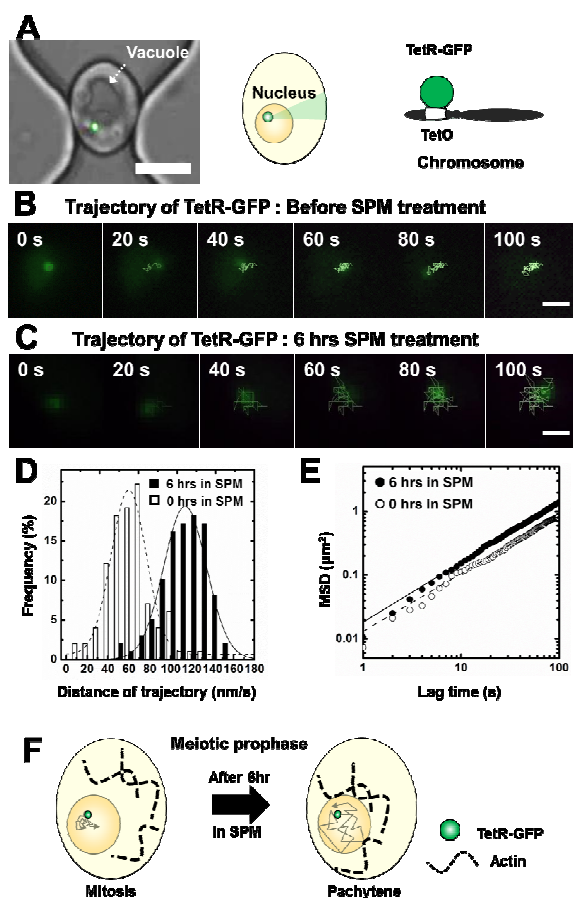 A
Vacuole
Nucleus
TetR-GFP
TetO
Chromosome
B
Trajectory of TetR-GFP : Before SPM treatment
0 s 20 s 40 s 60 s 80 s 100 s
C
Trajectory of TetR-GFP : 6 hrs SPM treatment
0 s 20 s 40 s 60 s 80 s 100 s
D
6 hrs in SPM
0 hrs in SPM
Frequency (%)
20
15
10
5
0
0 20 40 60 80 100 120 140 160 180
Distance of trajectory (nm/s)
E
6 hrs in SPM
0 hrs in SPM
MSD (μm²)
1
0.1
0.01
1 10 100
Lag time (s)
F
Meiotic prophase
After 6hr
in SPM
Mitosis
Pachytene
TetR-GFP
Actin